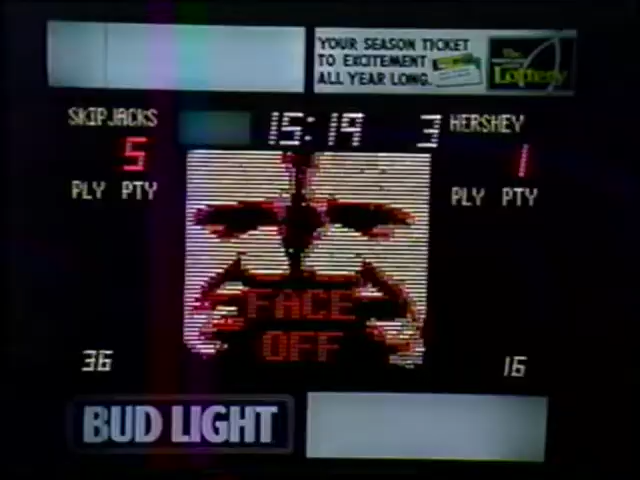 YOUR SEASON TICKET
TO EXCITEMENT
ALL YEAR LONG.
The
Lottery
SKIPJACKS
15:19
3
HERSHEY
5
1
PLY PTY
PLY PTY
FACE
OFF
36
16
BUD LIGHT